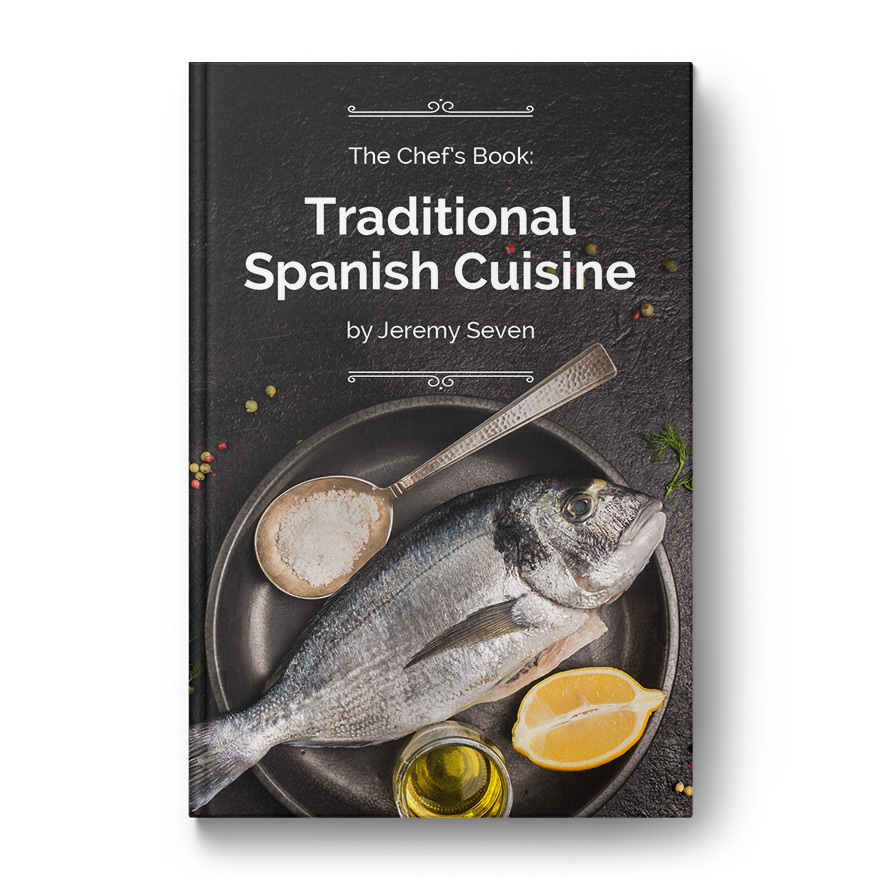 The Chef’s Book:
Traditional
Spanish Cuisine
by Jeremy Seven